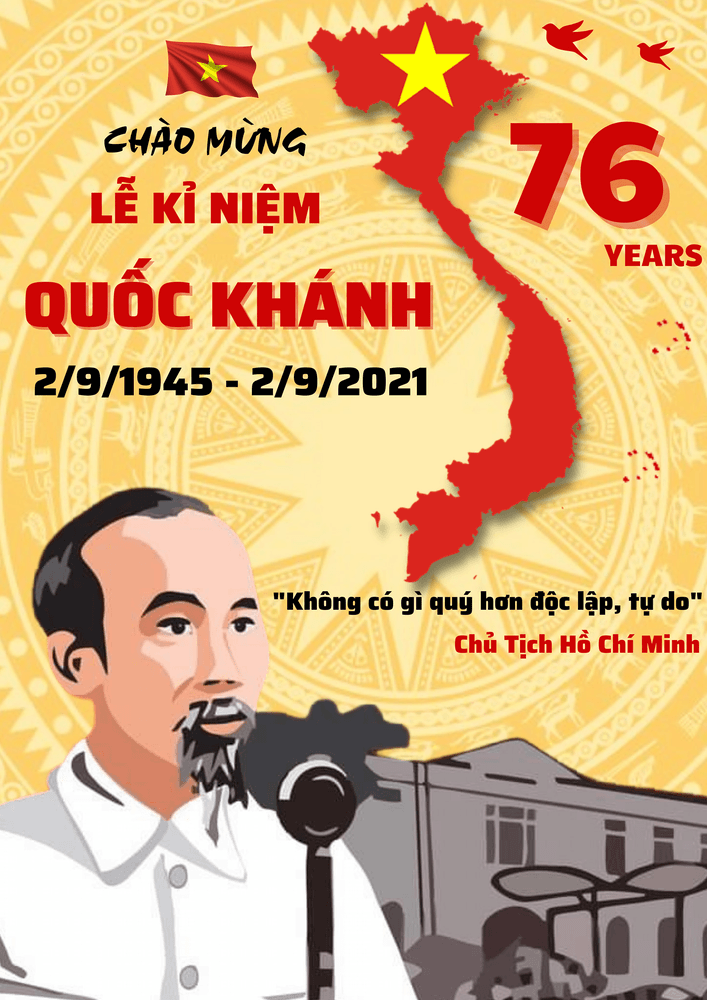 CHÀO MỪNG
LỄ KỈ NIỆM
QUỐC KHÁNH
2/9/1945 - 2/9/2021
76
YEARS
"Không có gì quý hơn độc lập, tự do"
Chủ Tịch Hồ Chí Minh